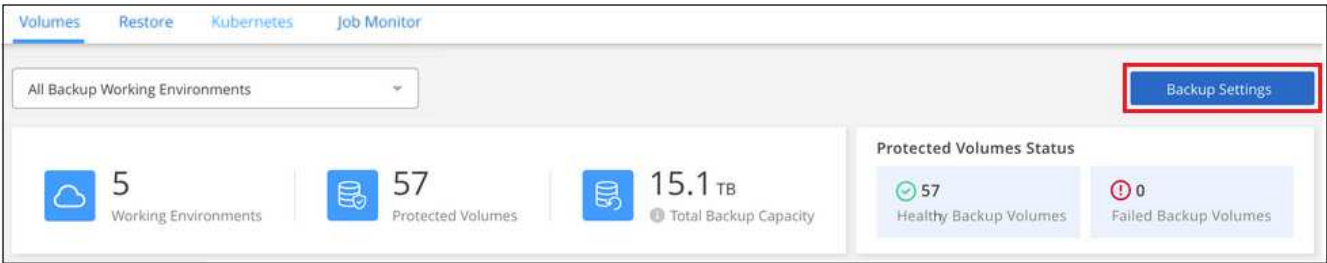 Volumes Restore Kubernetes Job Monitor
All Backup Working Environments
Backup Settings
5
Working Environments
57
Protected Volumes
15.1 TB
Total Backup Capacity
Protected Volumes Status
57
Healthy Backup Volumes
0
Failed Backup Volumes